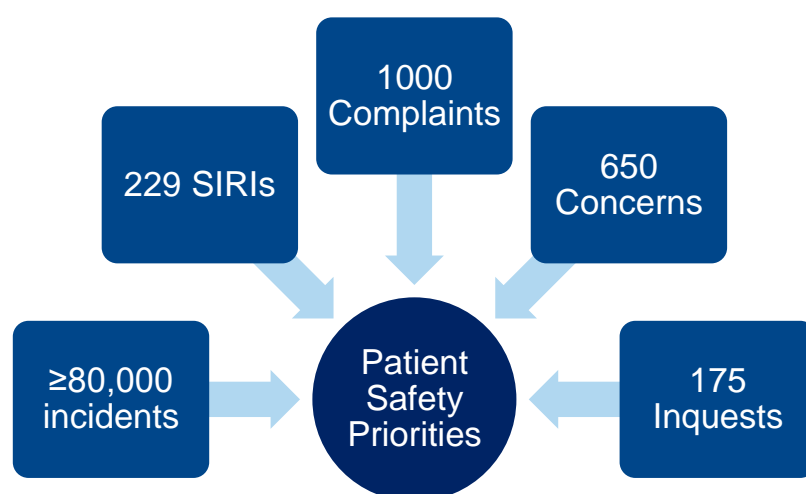 1000
Complaints
229 SIRIs
650
Concerns
≥80,000
incidents
Patient
Safety
Priorities
175
Inquests